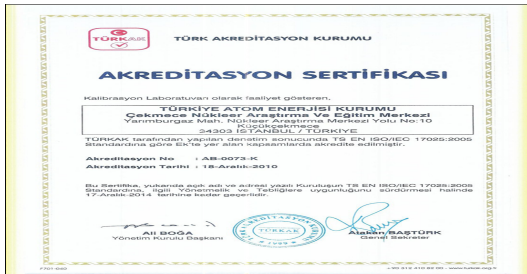 TÜRKAK
TÜRK AKREDİTASYON KURUMU
AKREDİTASYON SERTİFİKASI
Kalibrasyon Laboratuvarı olarak faaliyet gösteren,
TÜRKİYE ATOM ENERJİSİ KURUMU
Çekmece Nükleer Araştırma Ve Eğitim Merkezi
Yarımburgaz Mah. Nükleer Araştırma Merkezi Yolu No:10
Küçükçekmece
34303 İSTANBUL / TÜRKİYE
TÜRKAK tarafından yapılan denetim sonucunda TS EN ISO/IEC 17025:2005
Standardına göre Ek'te yer alan kapsamlarda akredite edilmiştir.
Akreditasyon No : AB-0073-K
Akreditasyon Tarihi : 18-Aralık-2010
Bu Sertifika, yukarıda açık adı ve adresi yazılı Kuruluşun TS EN ISO/IEC 17025:2005
Standardına, ilgili Yönetmelik ve Tebliğlere uygunluğunu sürdürmesi halinde
17-Aralık-2014 tarihine kadar geçerlidir.
Ali BOĞA
Yönetim Kurulu Başkanı
TÜRKAK
Atakan BAŞTÜRK
Genel Sekreter